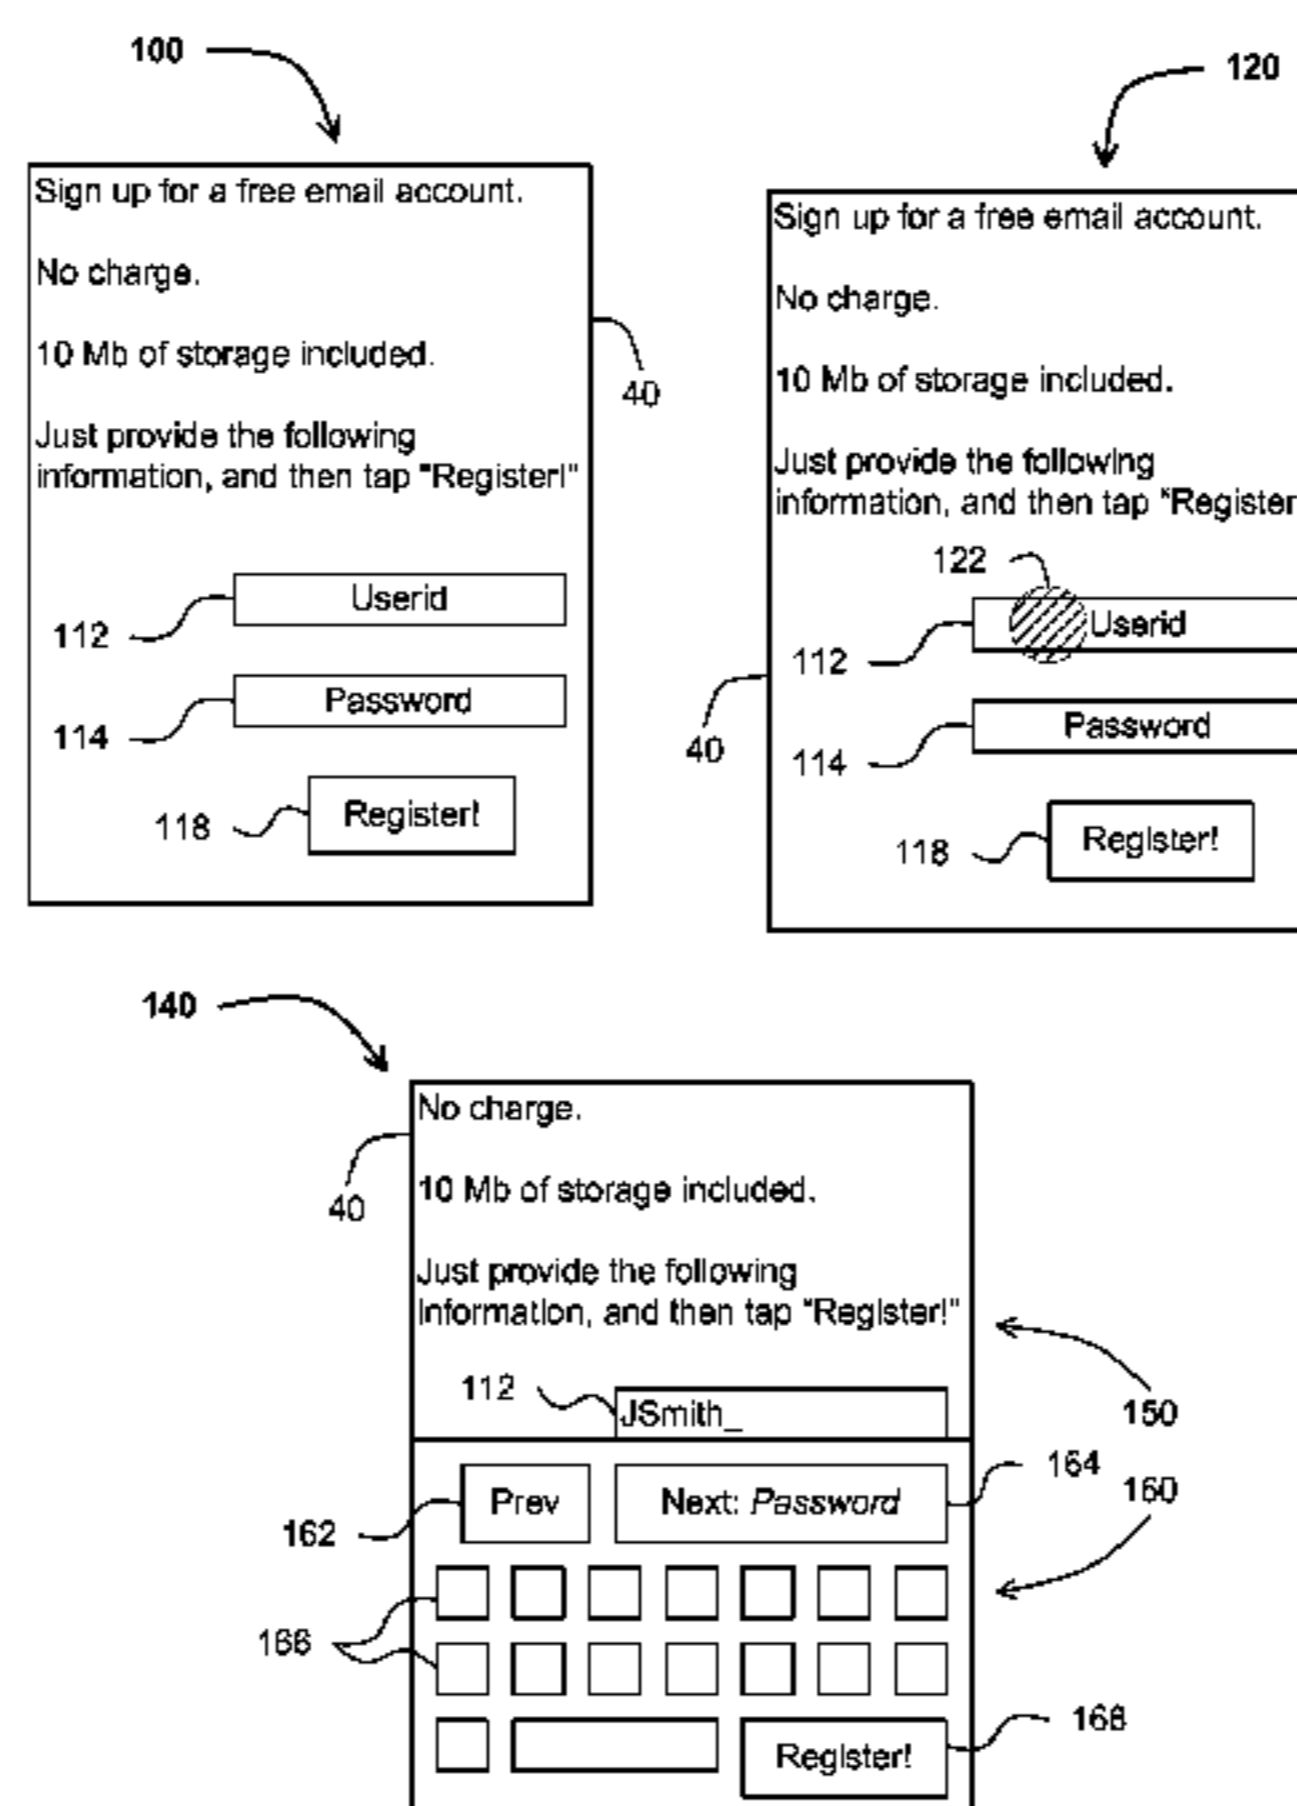 100
Sign up for a free email account.
No charge.
10 Mb of storage included.
Just provide the following
information, and then tap "Register!"
40
112
Userid
114
Password
118
Register!
120
Sign up for a free email account.
No charge.
10 Mb of storage included.
Just provide the following
information, and then tap "Register
122
112
Userid
40
114
Password
118
Register!
140
No charge.
40
10 Mb of storage included.
Just provide the following
information, and then tap "Register!"
112
JSmith_
150
164
160
162
Prev
Next: Password
166
168
Register!